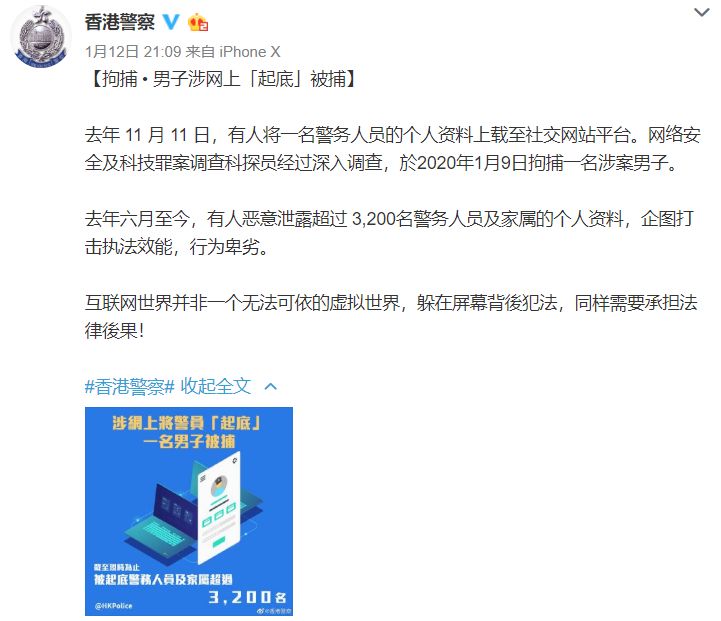 香港警察
1月12日 21:09 来自 iPhone X
【拘捕 • 男子涉网上「起底」被捕】
去年 11 月 11 日，有人将一名警务人员的个人资料上载至社交网站平台。网络安
全及科技罪案调查科探员经过深入调查，於2020年1月9日拘捕一名涉案男子。
去年六月至今，有人恶意泄露超过 3,200名警务人员及家属的个人资料，企图打
击执法效能，行为卑劣。
互联网世界并非一个无法可依的虚拟世界，躲在屏幕背後犯法，同样需要承担法
律後果！
#香港警察# 收起全文
涉網上將警員「起底」
一名男子被捕
截至現時為止
被起底警務人員及家屬超過
3,200名
@HKPolice
@香港警察